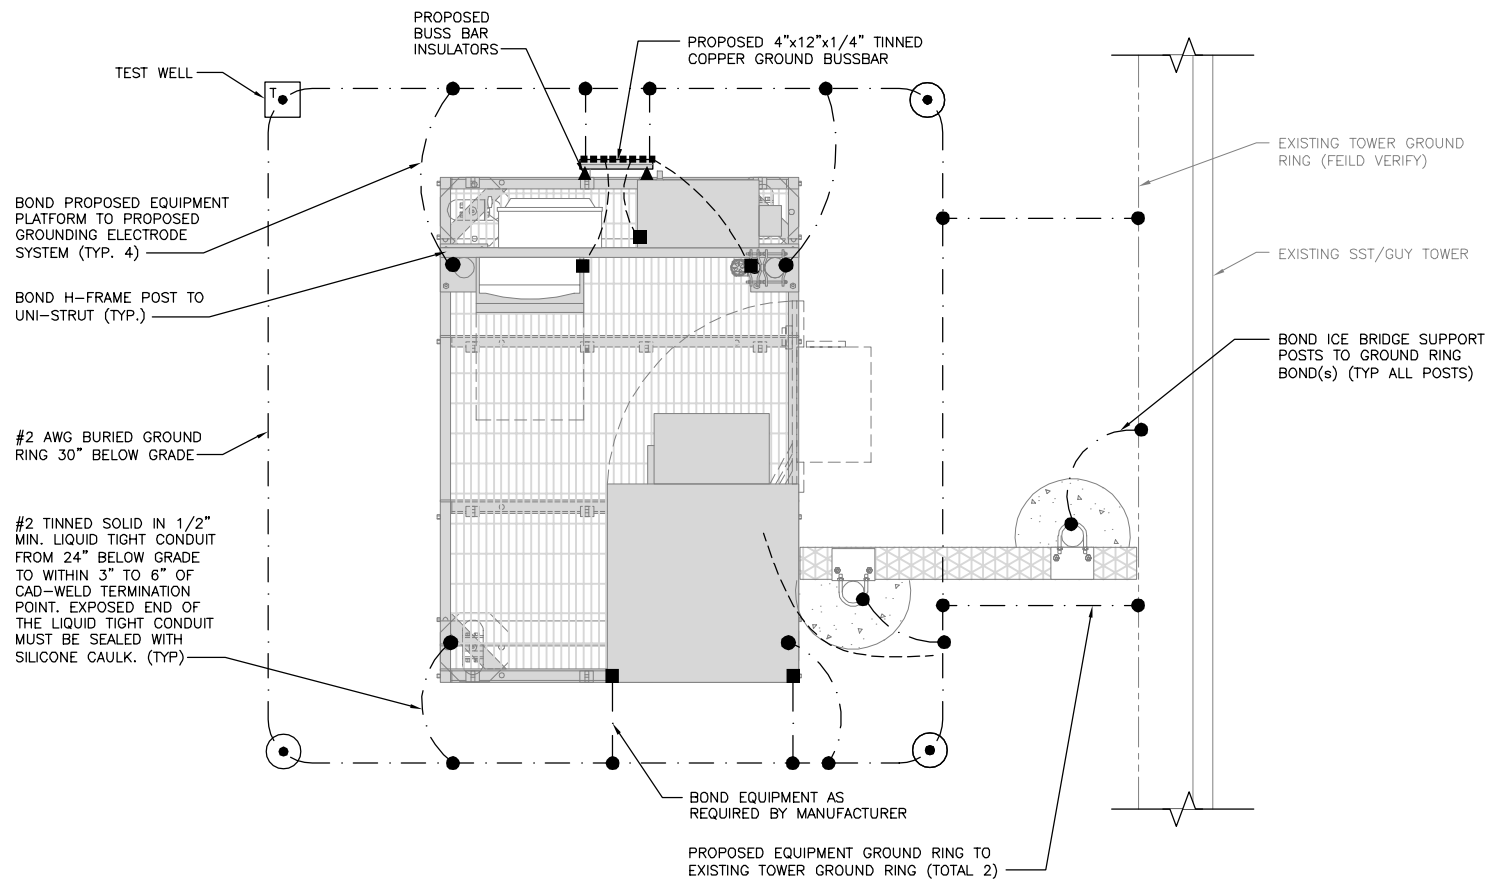 PROPOSED
BUSS BAR
INSULATORS
PROPOSED 4"x12"x1/4" TINNED
COPPER GROUND BUSSBAR
TEST WELL
T
EXISTING TOWER GROUND
RING (FEILD VERIFY)
BOND PROPOSED EQUIPMENT
PLATFORM TO PROPOSED
GROUNDING ELECTRODE
SYSTEM (TYP. 4)
EXISTING SST/GUY TOWER
BOND H-FRAME POST TO
UNI-STRUT (TYP.)
BOND ICE BRIDGE SUPPORT
POSTS TO GROUND RING
BOND(s) (TYP ALL POSTS)
#2 AWG BURIED GROUND
RING 30" BELOW GRADE
#2 TINNED SOLID IN 1/2"
MIN. LIQUID TIGHT CONDUIT
FROM 24" BELOW GRADE
TO WITHIN 3" TO 6" OF
CAD-WELD TERMINATION
POINT. EXPOSED END OF
THE LIQUID TIGHT CONDUIT
MUST BE SEALED WITH
SILICONE CAULK. (TYP)
BOND EQUIPMENT AS
REQUIRED BY MANUFACTURER
PROPOSED EQUIPMENT GROUND RING TO
EXISTING TOWER GROUND RING (TOTAL 2)